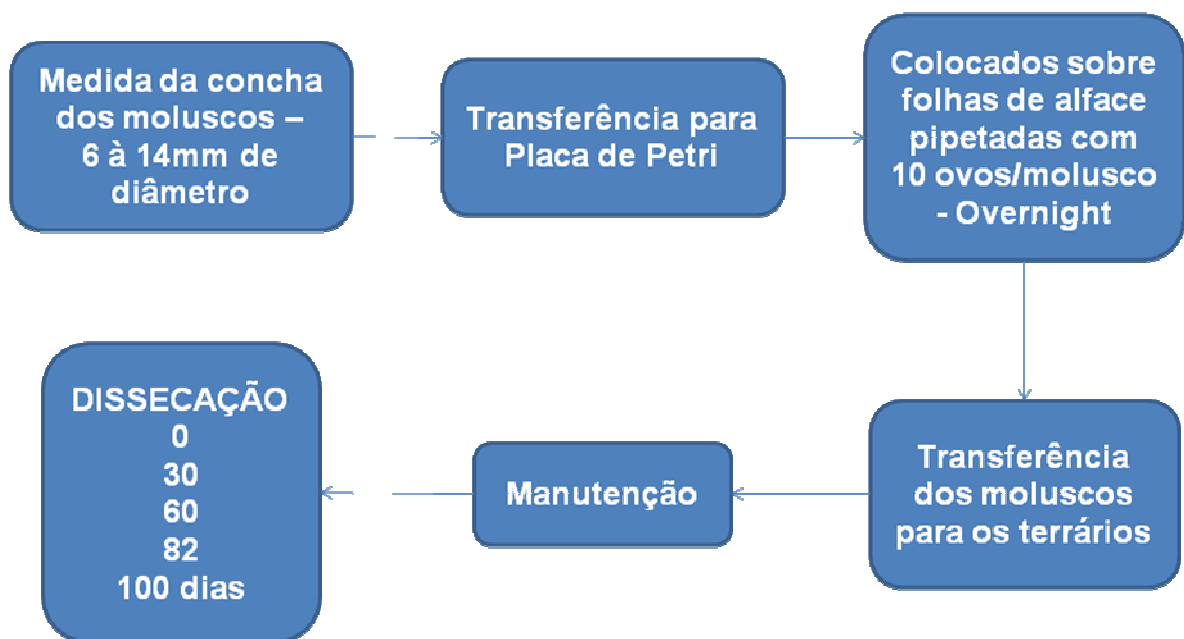 Medida da concha
dos moluscos –
6 à 14mm de
diâmetro
Transferência para
Placa de Petri
Colocados sobre
folhas de alface
pipetadas com
10 ovos/molusco
- Overnight
Transferência
dos moluscos
para os terrários
Manutenção
DISSECAÇÃO
0
30
60
82
100 dias